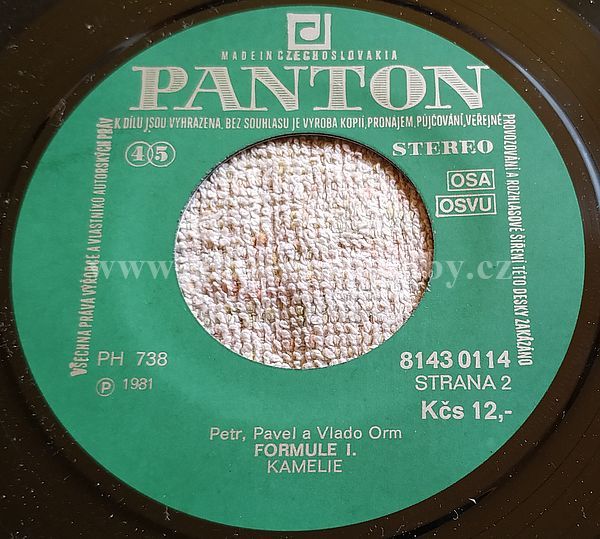 MADE IN CZECHOSLOVAKIA
PANTON
VŠECHNA PRÁVA VÝROBCE A VLASTNÍKŮ AUTORSKÝCH PRÁV K DÍLU JSOU VYHRAZENA, BEZ SOUHLASU JE VÝROBA KOPIÍ, PRONÁJEM, PŮJČOVÁNÍ, VEŘEJNÉ PROVOZOVÁNÍ A ROZHLASOVÉ ŠÍŘENÍ TÉTO DESKY ZAKÁZÁNO
45
STEREO
OSA
OSVU
PH 738
Ⓟ 1981
8143 0114
STRANA 2
Kčs 12,-
Petr, Pavel a Vlado Orm
FORMULE I.
KAMELIE